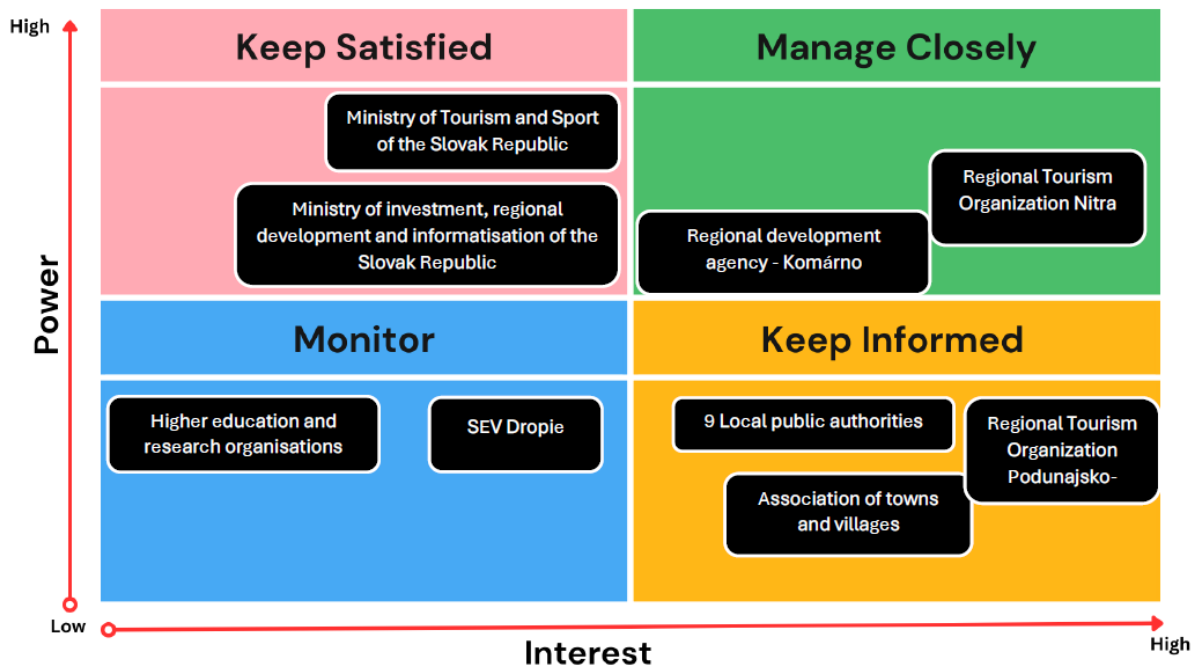 High
Keep Satisfied
Manage Closely
Ministry of Tourism and Sport
of the Slovak Republic
Ministry of investment, regional
development and informatisation of the
Slovak Republic
Regional Tourism
Organization Nitra
Regional development
agency - Komárno
Power
Monitor
Keep Informed
Higher education and
research organisations
SEV Dropie
9 Local public authorities
Regional Tourism
Organization
Podunajsko-
Association of towns
and villages
Low
Interest
High